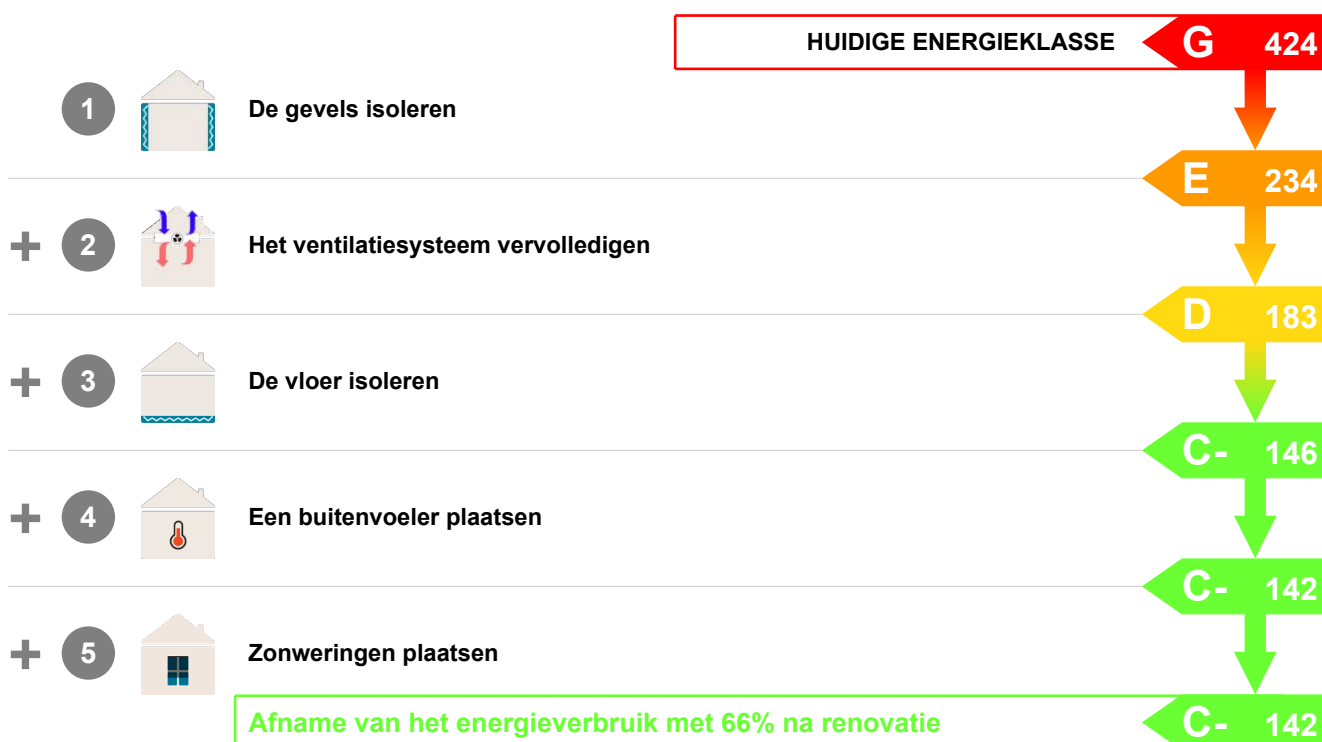 HUIDIGE ENERGIEKLASSE G 424
1 De gevels isoleren
E 234
+ 2 Het ventilatiesysteem vervolledigen
D 183
+ 3 De vloer isoleren
C- 146
+ 4 Een buitenvoeler plaatsen
C- 142
+ 5 Zonweringen plaatsen
Afname van het energieverbruik met 66% na renovatie C- 142